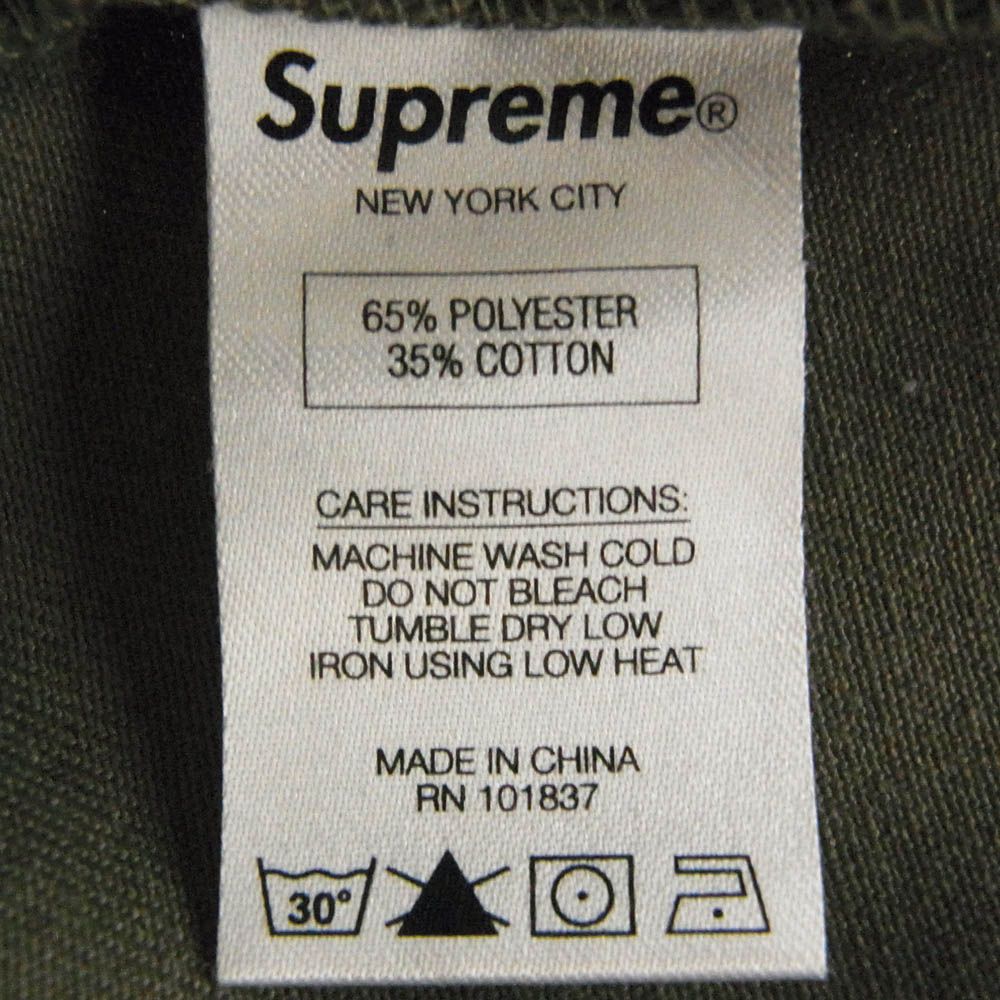 Supreme®
NEW YORK CITY
65% POLYESTER
35% COTTON
CARE INSTRUCTIONS:
MACHINE WASH COLD
DO NOT BLEACH
TUMBLE DRY LOW
IRON USING LOW HEAT
MADE IN CHINA
RN 101837
30°